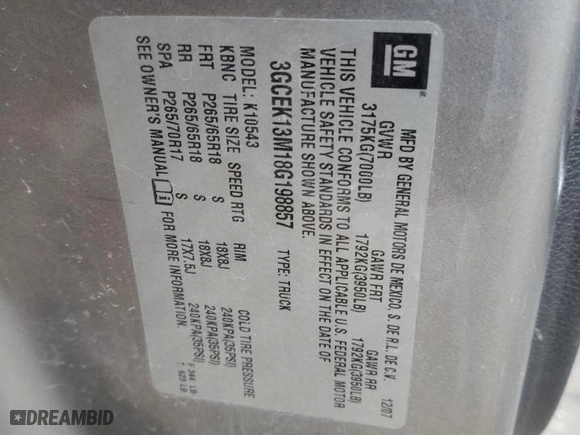 GM
MFD BY GENERAL MOTORS DE MEXICO, S. DE R.L. DE C.V. 12/07
GVWR GAWR FRT GAWR RR
3175KG(7000LB) 1792KG(3950LB) 1792KG(3950LB)
THIS VEHICLE CONFORMS TO ALL APPLICABLE U.S. FEDERAL MOTOR
VEHICLE SAFETY STANDARDS IN EFFECT ON THE DATE OF
MANUFACTURE SHOWN ABOVE.
3GCEK13M18G198857 TYPE: TRUCK
MODEL: K10543
KBNC TIRE SIZE SPEED RTG RIM COLD TIRE PRESSURE
FRT P265/65R18 S 18X8J 240KPA(35PSI)
RR P265/65R18 S 18X8J 240KPA(35PSI)
SPA P265/70R17 S 17X7.5J 240KPA(35PSI)
SEE OWNER'S MANUAL i FOR MORE INFORMATION.
F 344 LB
623 LB
DREAMBID